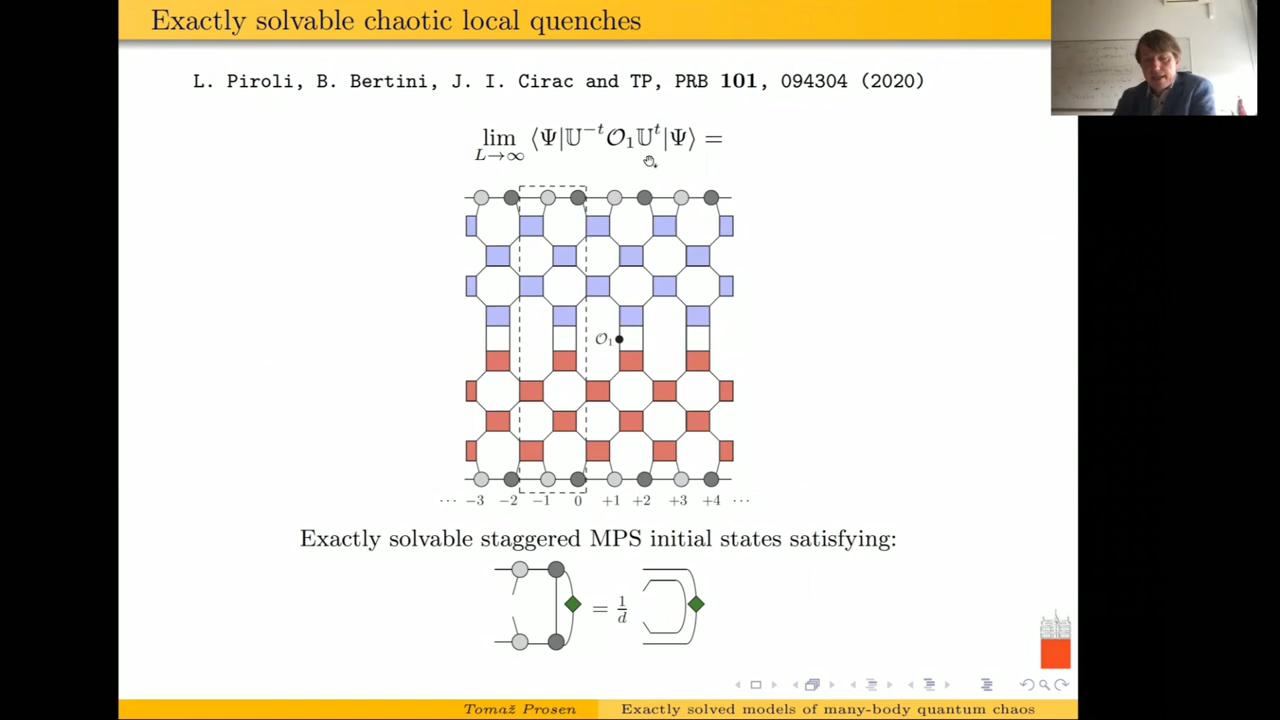 Exactly solvable chaotic local quenches
L. Piroli, B. Bertini, J. I. Cirac and TP, PRB 101, 094304 (2020)
lim ⟨Ψ|𝕌⁻ᵗ𝒪₁𝕌ᵗ|Ψ⟩ =
L→∞
𝒪₁
··· −3 −2 −1 0 +1 +2 +3 +4 ···
Exactly solvable staggered MPS initial states satisfying:
= 1/d
Tomaž Prosen Exactly solved models of many-body quantum chaos